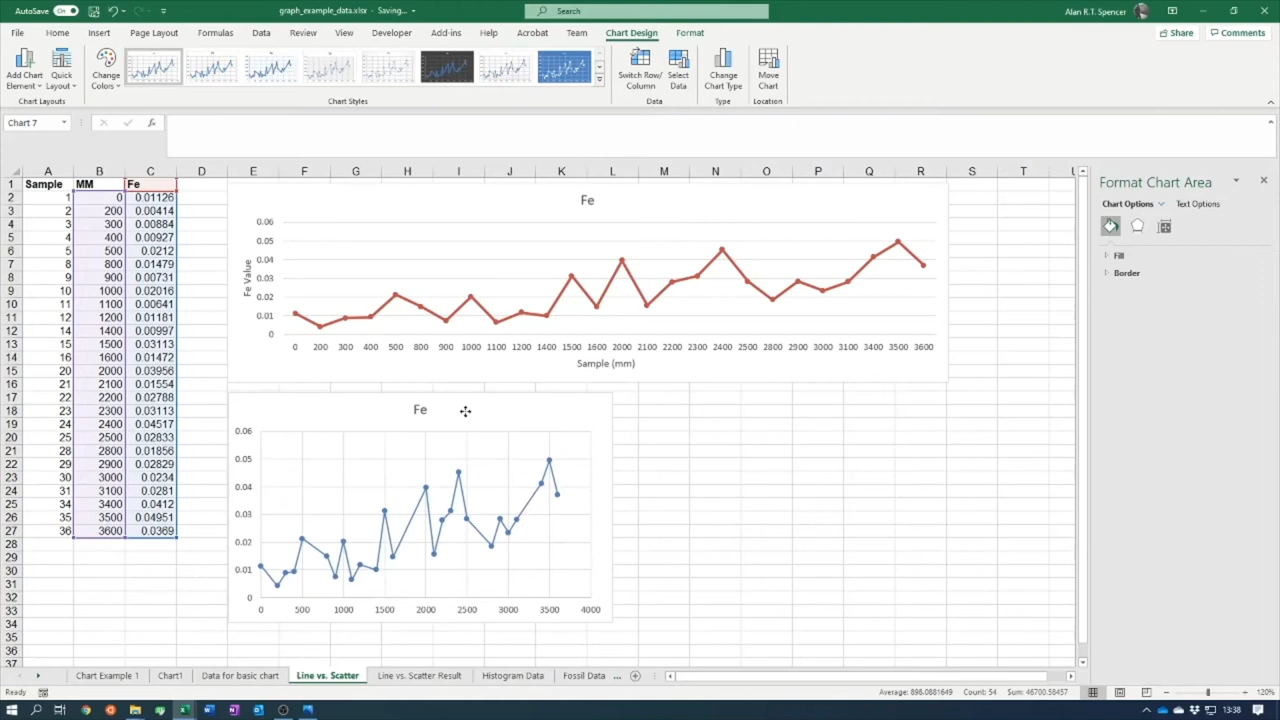 AutoSave On graph_example_data.xlsx - Saving... Search Alan R.T. Spencer
File Home Insert Page Layout Formulas Data Review View Developer Add-ins Help Acrobat Team Chart Design Format Share Comments
Add Chart Element Quick Layout Change Colors Switch Row/ Column Select Data Change Chart Type Move Chart
Chart Layouts Chart Styles Data Type Location
Chart 7 fx
A B C D E F G H I J K L M N O P Q R S T U
Format Chart Area
Chart Options Text Options
Fill
Border
1 Sample MM Fe
2 1 0 0.01126
3 2 200 0.00414
4 3 300 0.00884
5 4 400 0.00927
6 5 500 0.0212
7 8 800 0.01479
8 9 900 0.00731
9 10 1000 0.02016
10 11 1100 0.00641
11 12 1200 0.01181
12 14 1400 0.00997
13 15 1500 0.03113
14 16 1600 0.01472
15 20 2000 0.03956
16 21 2100 0.01554
17 22 2200 0.02788
18 23 2300 0.03113
19 24 2400 0.04517
20 25 2500 0.02833
21 28 2800 0.01856
22 29 2900 0.02829
23 30 3000 0.0234
24 31 3100 0.0281
25 34 3400 0.0412
26 35 3500 0.04951
27 36 3600 0.0369
28
29
30
31
32
33
34
35
36
37
Fe
0.06
0.05
0.04
0.03
0.02
0.01
0
Fe Value
0 200 300 400 500 800 900 1000 1100 1200 1400 1500 1600 2000 2100 2200 2300 2400 2500 2800 2900 3000 3100 3400 3500 3600
Sample (mm)
Fe
0.06
0.05
0.04
0.03
0.02
0.01
0
0 500 1000 1500 2000 2500 3000 3500 4000
Chart Example 1 Chart1 Data for basic chart Line vs. Scatter Line vs. Scatter Result Histogram Data Fossil Data ...
Ready Average: 898.0881649 Count: 54 Sum: 46700.58457 120%
13:38